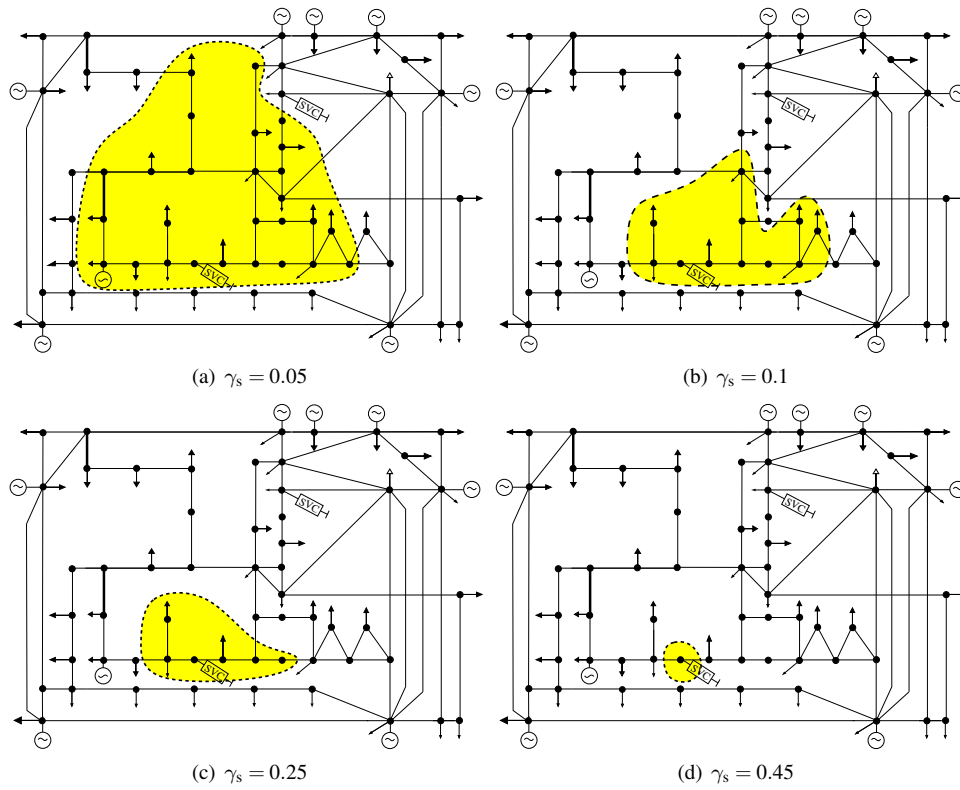 SVC
SVC
SVC
SVC
(a) γs = 0.05
(b) γs = 0.1
SVC
SVC
SVC
SVC
(c) γs = 0.25
(d) γs = 0.45